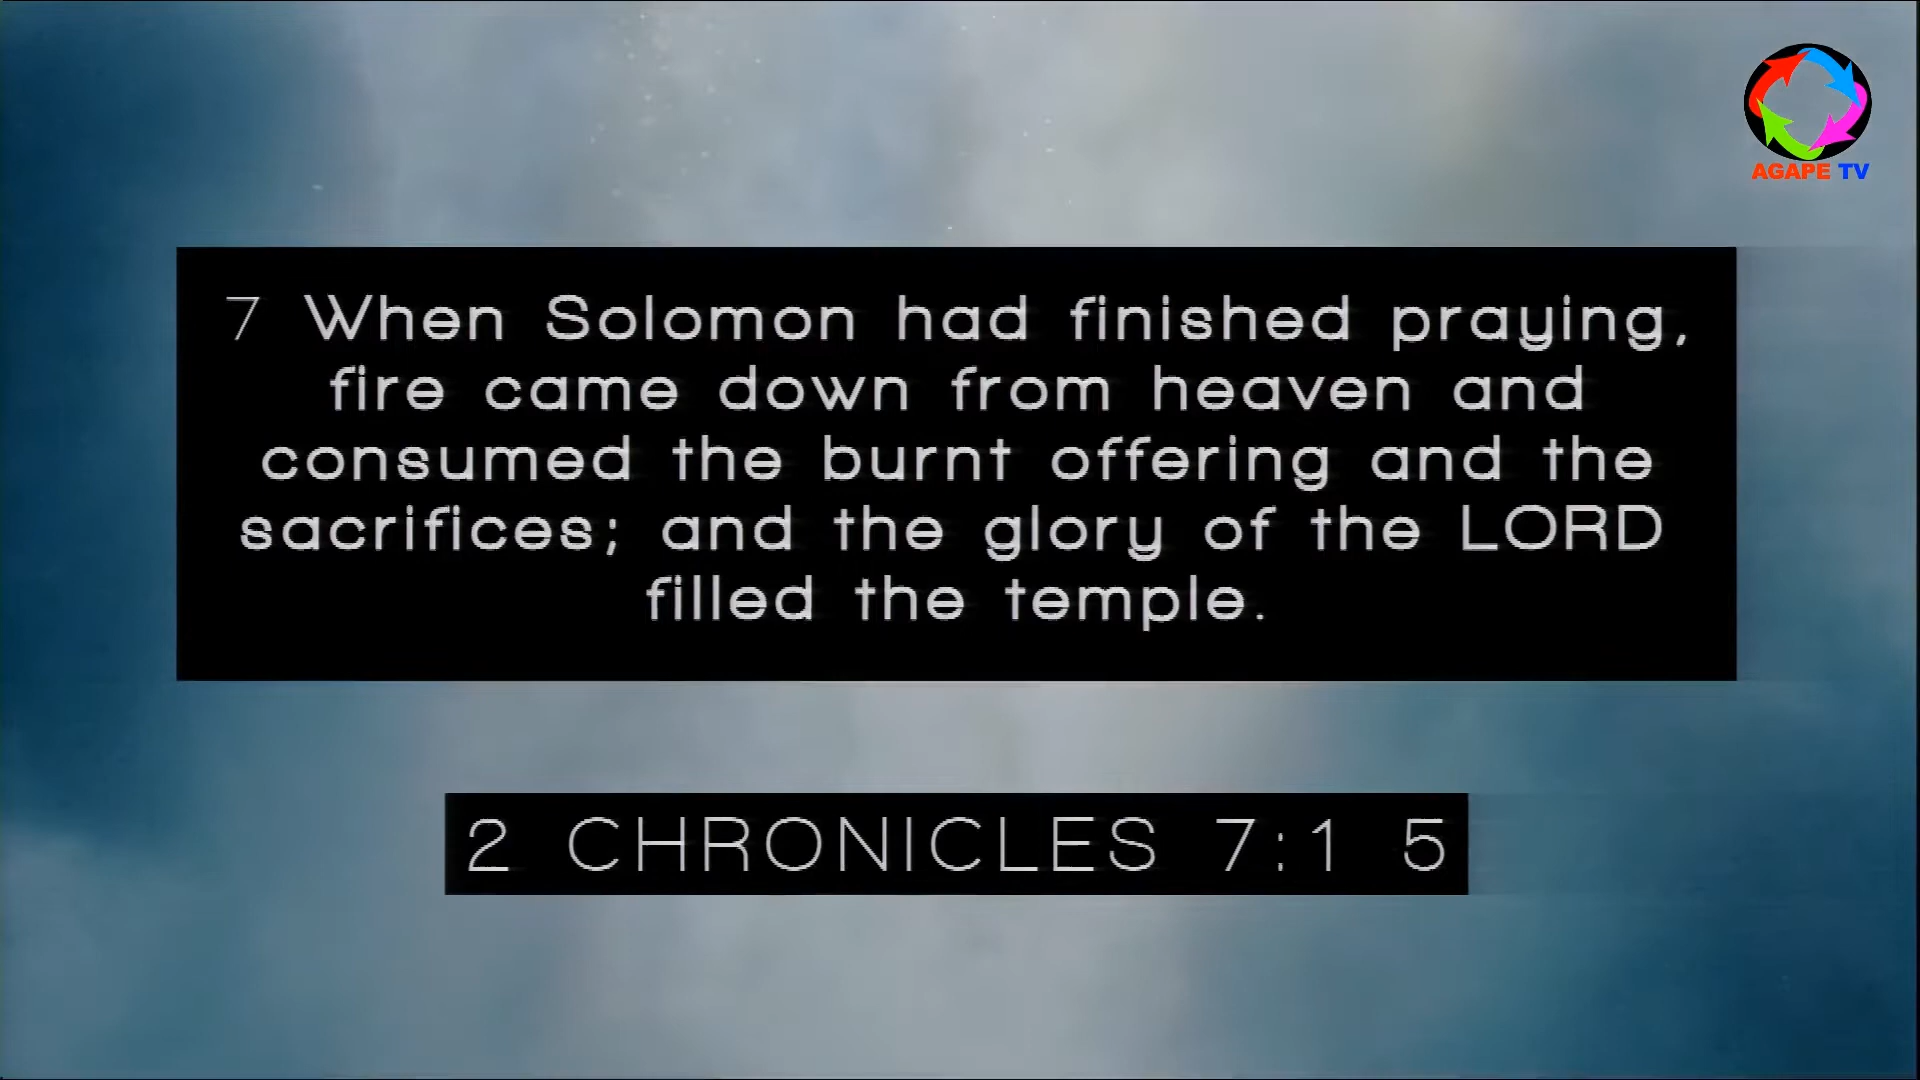 AGAPE TV
7 When Solomon had finished praying,
fire came down from heaven and
consumed the burnt offering and the
sacrifices; and the glory of the LORD
filled the temple.
2 CHRONICLES 7:1 5